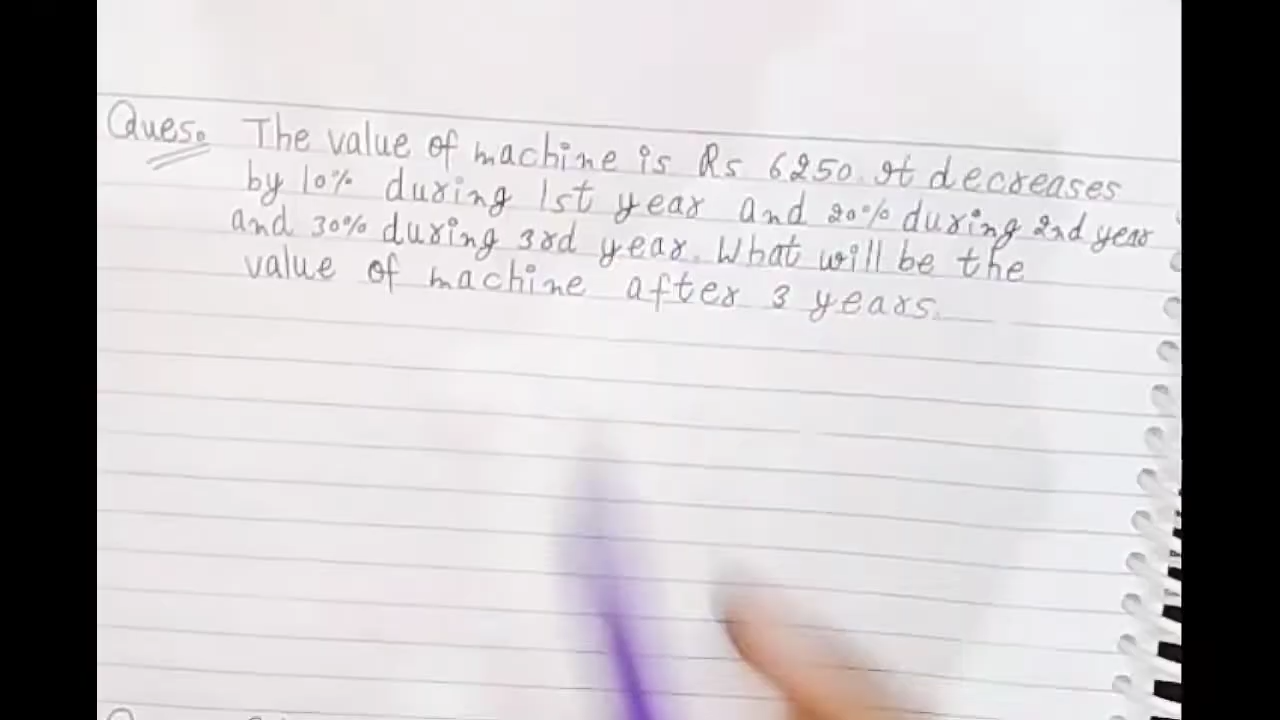 Ques. The value of machine is Rs 6250. It decreases
by 10% during 1st year and 20% during 2nd year
and 30% during 3rd year. What will be the
value of machine after 3 years.